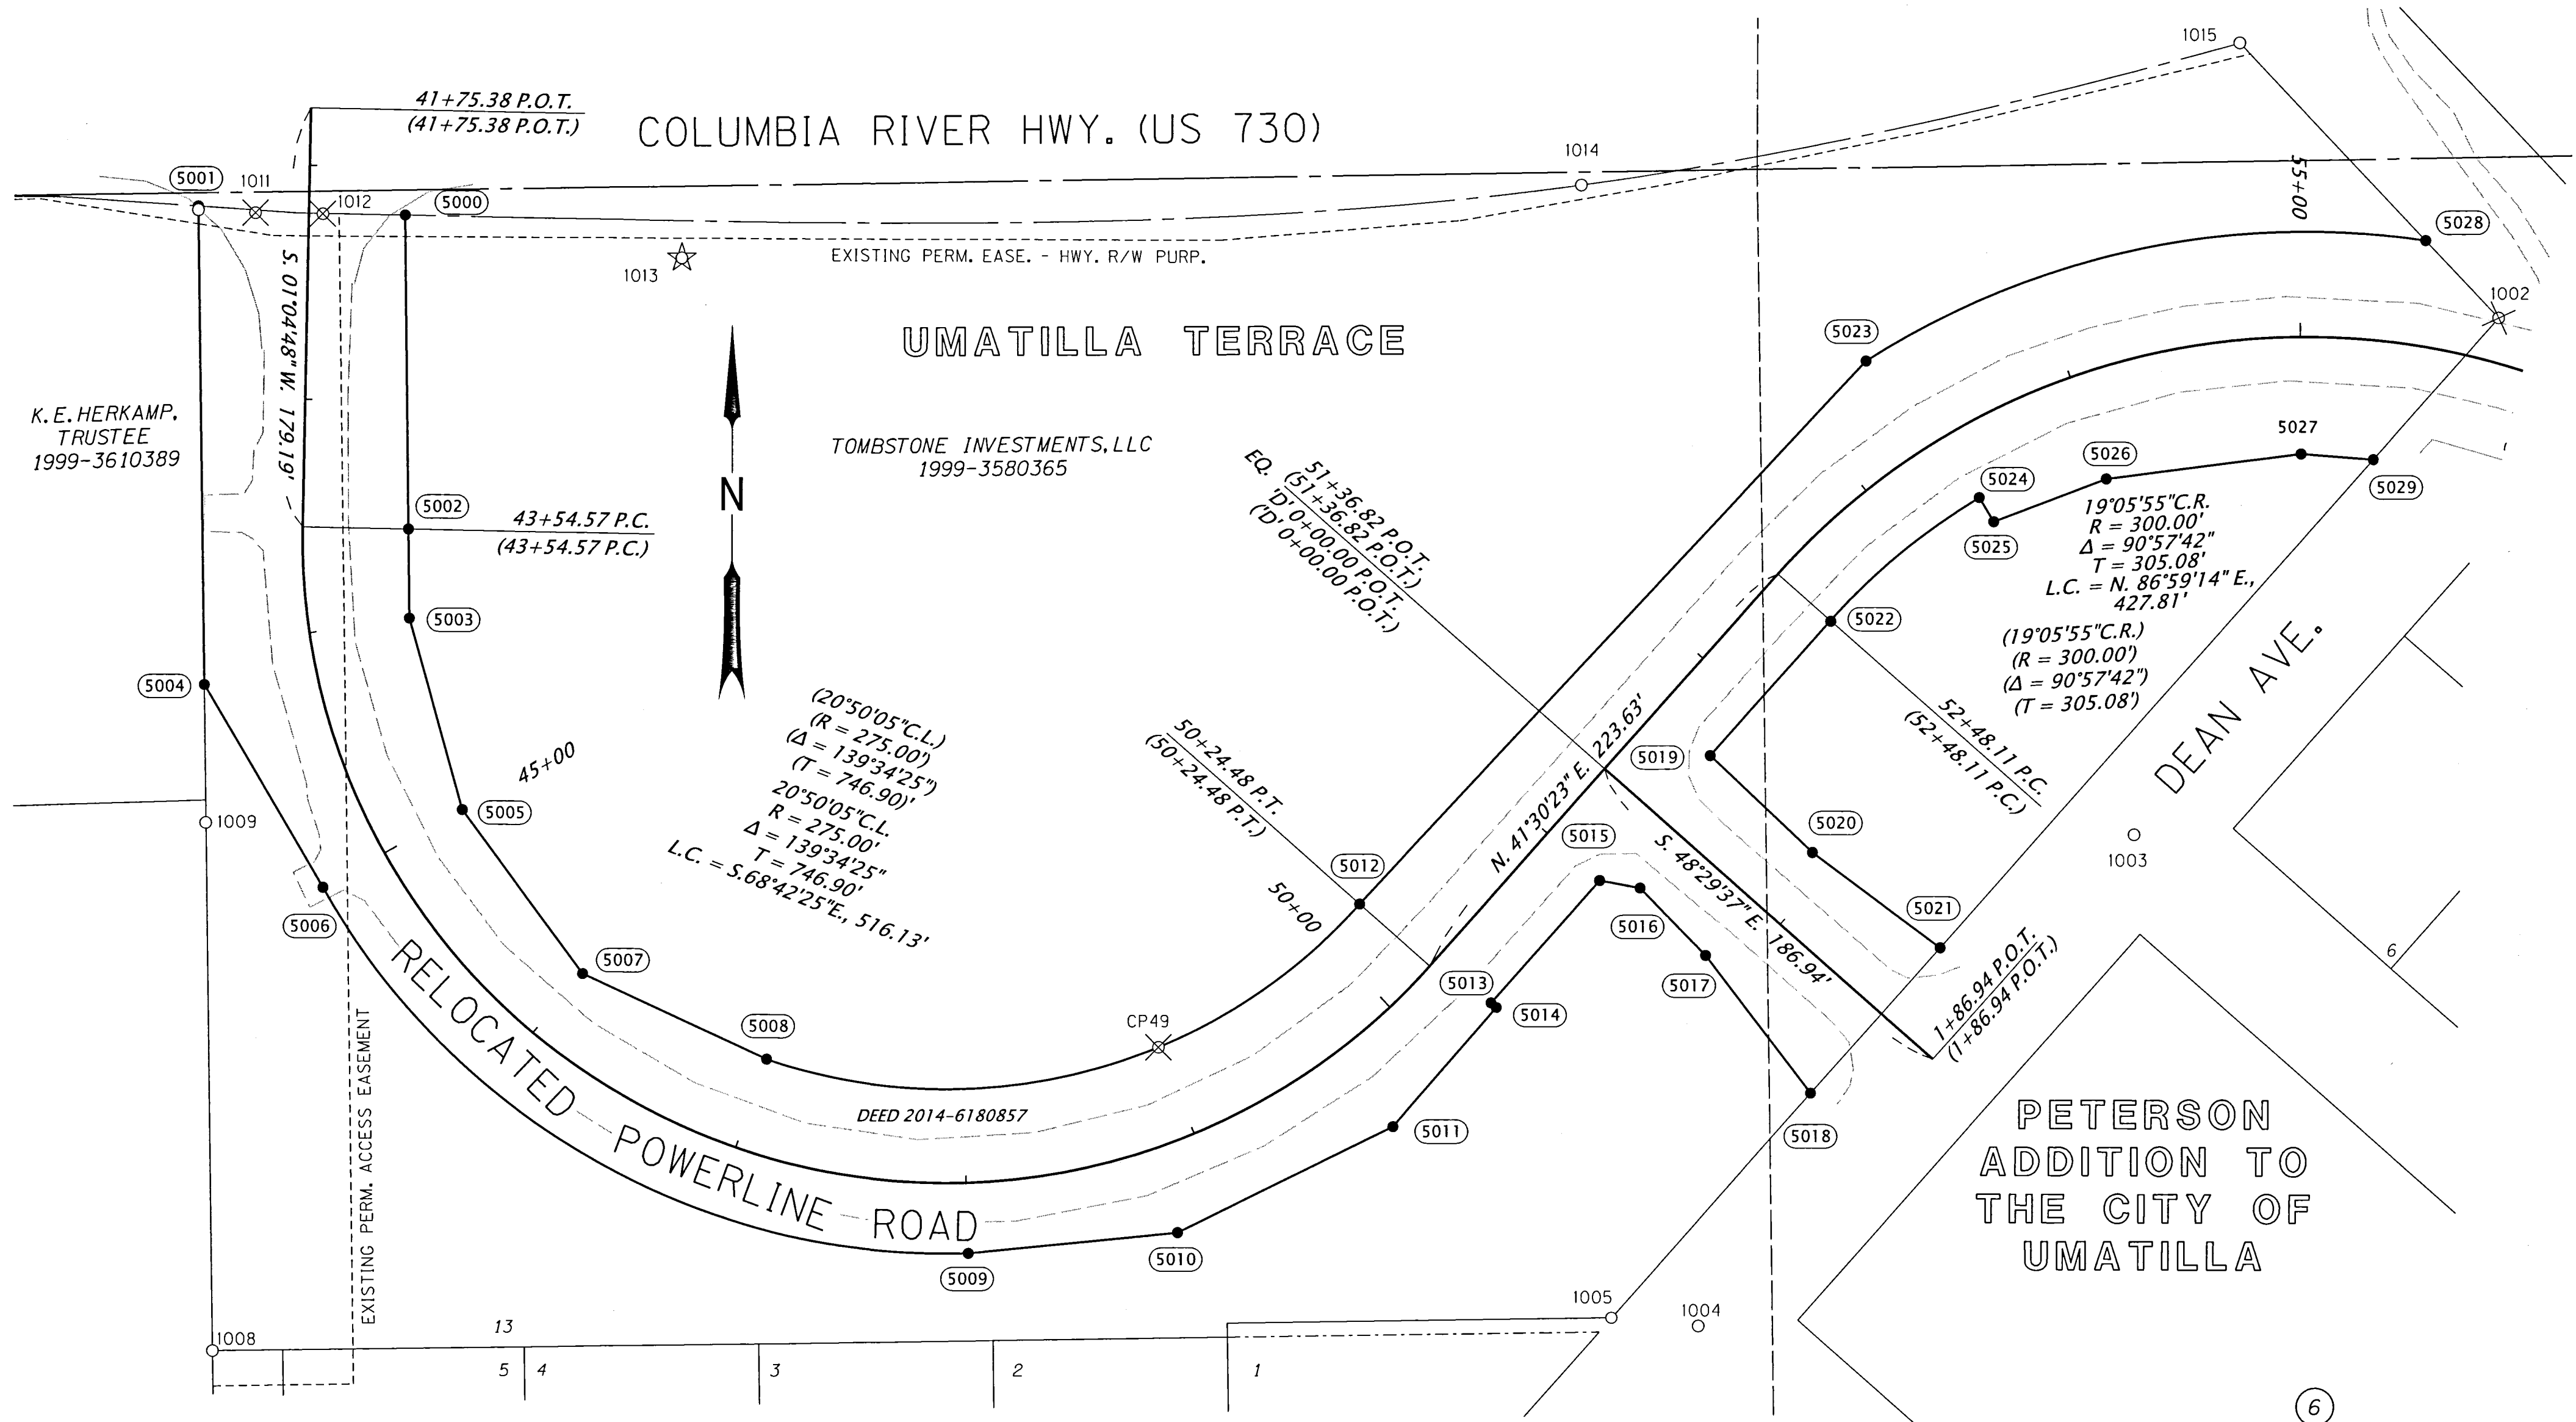 1015
41+75.38 P.O.T.
(41+75.38 P.O.T.)
COLUMBIA RIVER HWY. (US 730)
1014
55+00
5001
1011
1012
5000
5028
1013
EXISTING PERM. EASE. - HWY. R/W PURP.
1002
S. 01°04'48" W. 179.19'
UMATILLA TERRACE
5023
K. E. HERKAMP,
TRUSTEE
1999-3610389
N
TOMBSTONE INVESTMENTS, LLC
1999-3580365
5027
5026
5024
5029
5025
19°05'55" C.R.
R = 300.00'
Δ = 90°57'42"
T = 305.08'
L.C. = N. 86°59'14" E.,
427.81'
(19°05'55" C.R.)
(R = 300.00')
(Δ = 90°57'42")
(T = 305.08')
5002
43+54.57 P.C.
(43+54.57 P.C.)
51+36.82 P.O.T.
EQ. (51+36.82 P.O.T.)
'D' 0+00.00 P.O.T.
('D' 0+00.00 P.O.T.)
5003
5022
5004
52+48.11 P.C.
(52+48.11 P.C.)
DEAN AVE.
(20°50'05" C.L.)
(R = 275.00')
(Δ = 139°34'25")
(T = 746.90)'
20°50'05" C.L.
R = 275.00'
Δ = 139°34'25"
T = 746.90'
L.C. = S.68°42'25"E., 516.13'
50+24.48 P.T.
(50+24.48 P.T.)
N. 41°30'23" E. 223.63'
5019
45+00
1009
5005
5015
5020
1003
5012
S. 48°29'37" E. 186.94'
50+00
5006
5016
5021
5007
5013
5017
5014
1+86.94 P.O.T.
(1+86.94 P.O.T.)
6
RELOCATED POWERLINE ROAD
5008
CP49
DEED 2014-6180857
5011
5018
EXISTING PERM. ACCESS EASEMENT
PETERSON
ADDITION TO
THE CITY OF
UMATILLA
5009
5010
1005
1004
1008
13
5
4
3
2
1
6